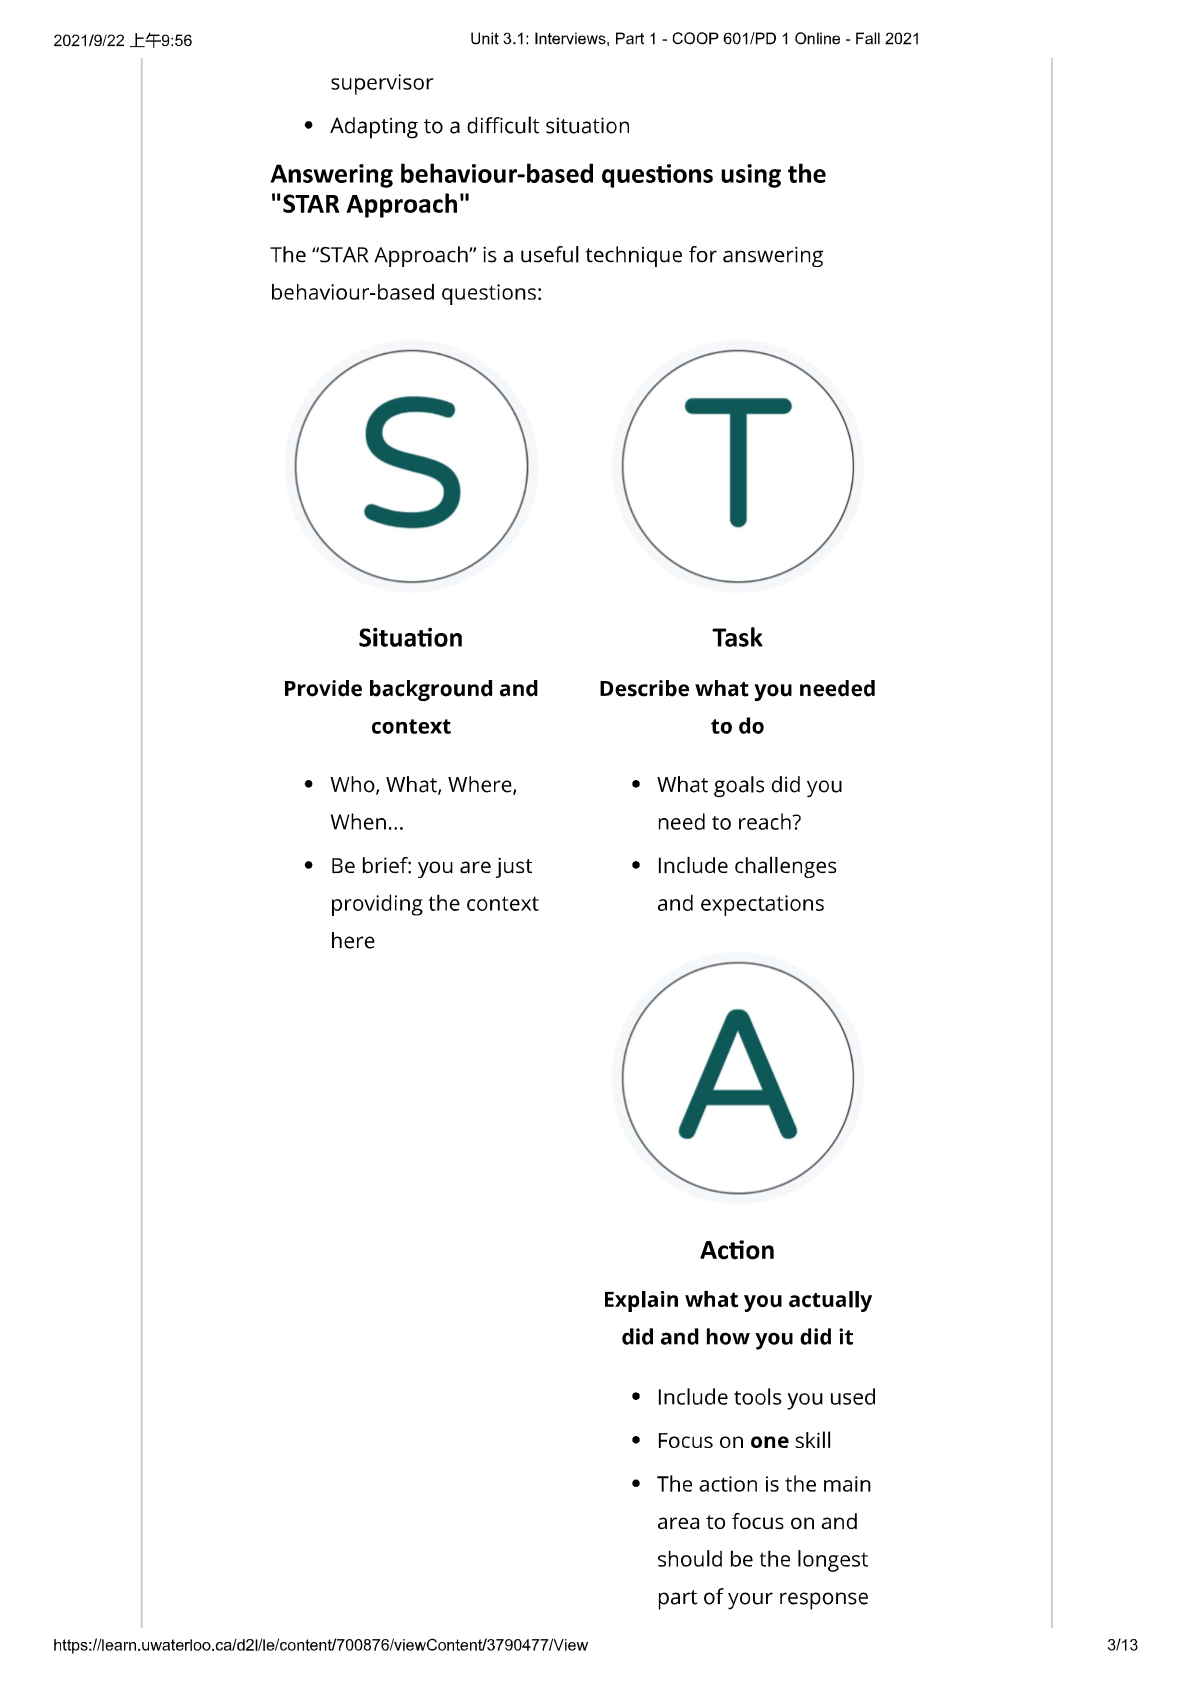 2021/9/22 上午9:56
Unit 3.1: Interviews, Part 1 - COOP 601/PD 1 Online - Fall 2021
supervisor
• Adapting to a difficult situation
Answering behaviour-based questions using the
"STAR Approach"
The “STAR Approach” is a useful technique for answering
behaviour-based questions:
S
Situation
Provide background and
context
• Who, What, Where,
When...
• Be brief: you are just
providing the context
here
T
Task
Describe what you needed
to do
• What goals did you
need to reach?
• Include challenges
and expectations
A
Action
Explain what you actually
did and how you did it
• Include tools you used
• Focus on one skill
• The action is the main
area to focus on and
should be the longest
part of your response
https://learn.uwaterloo.ca/d2l/le/content/700876/viewContent/3790477/View
3/13